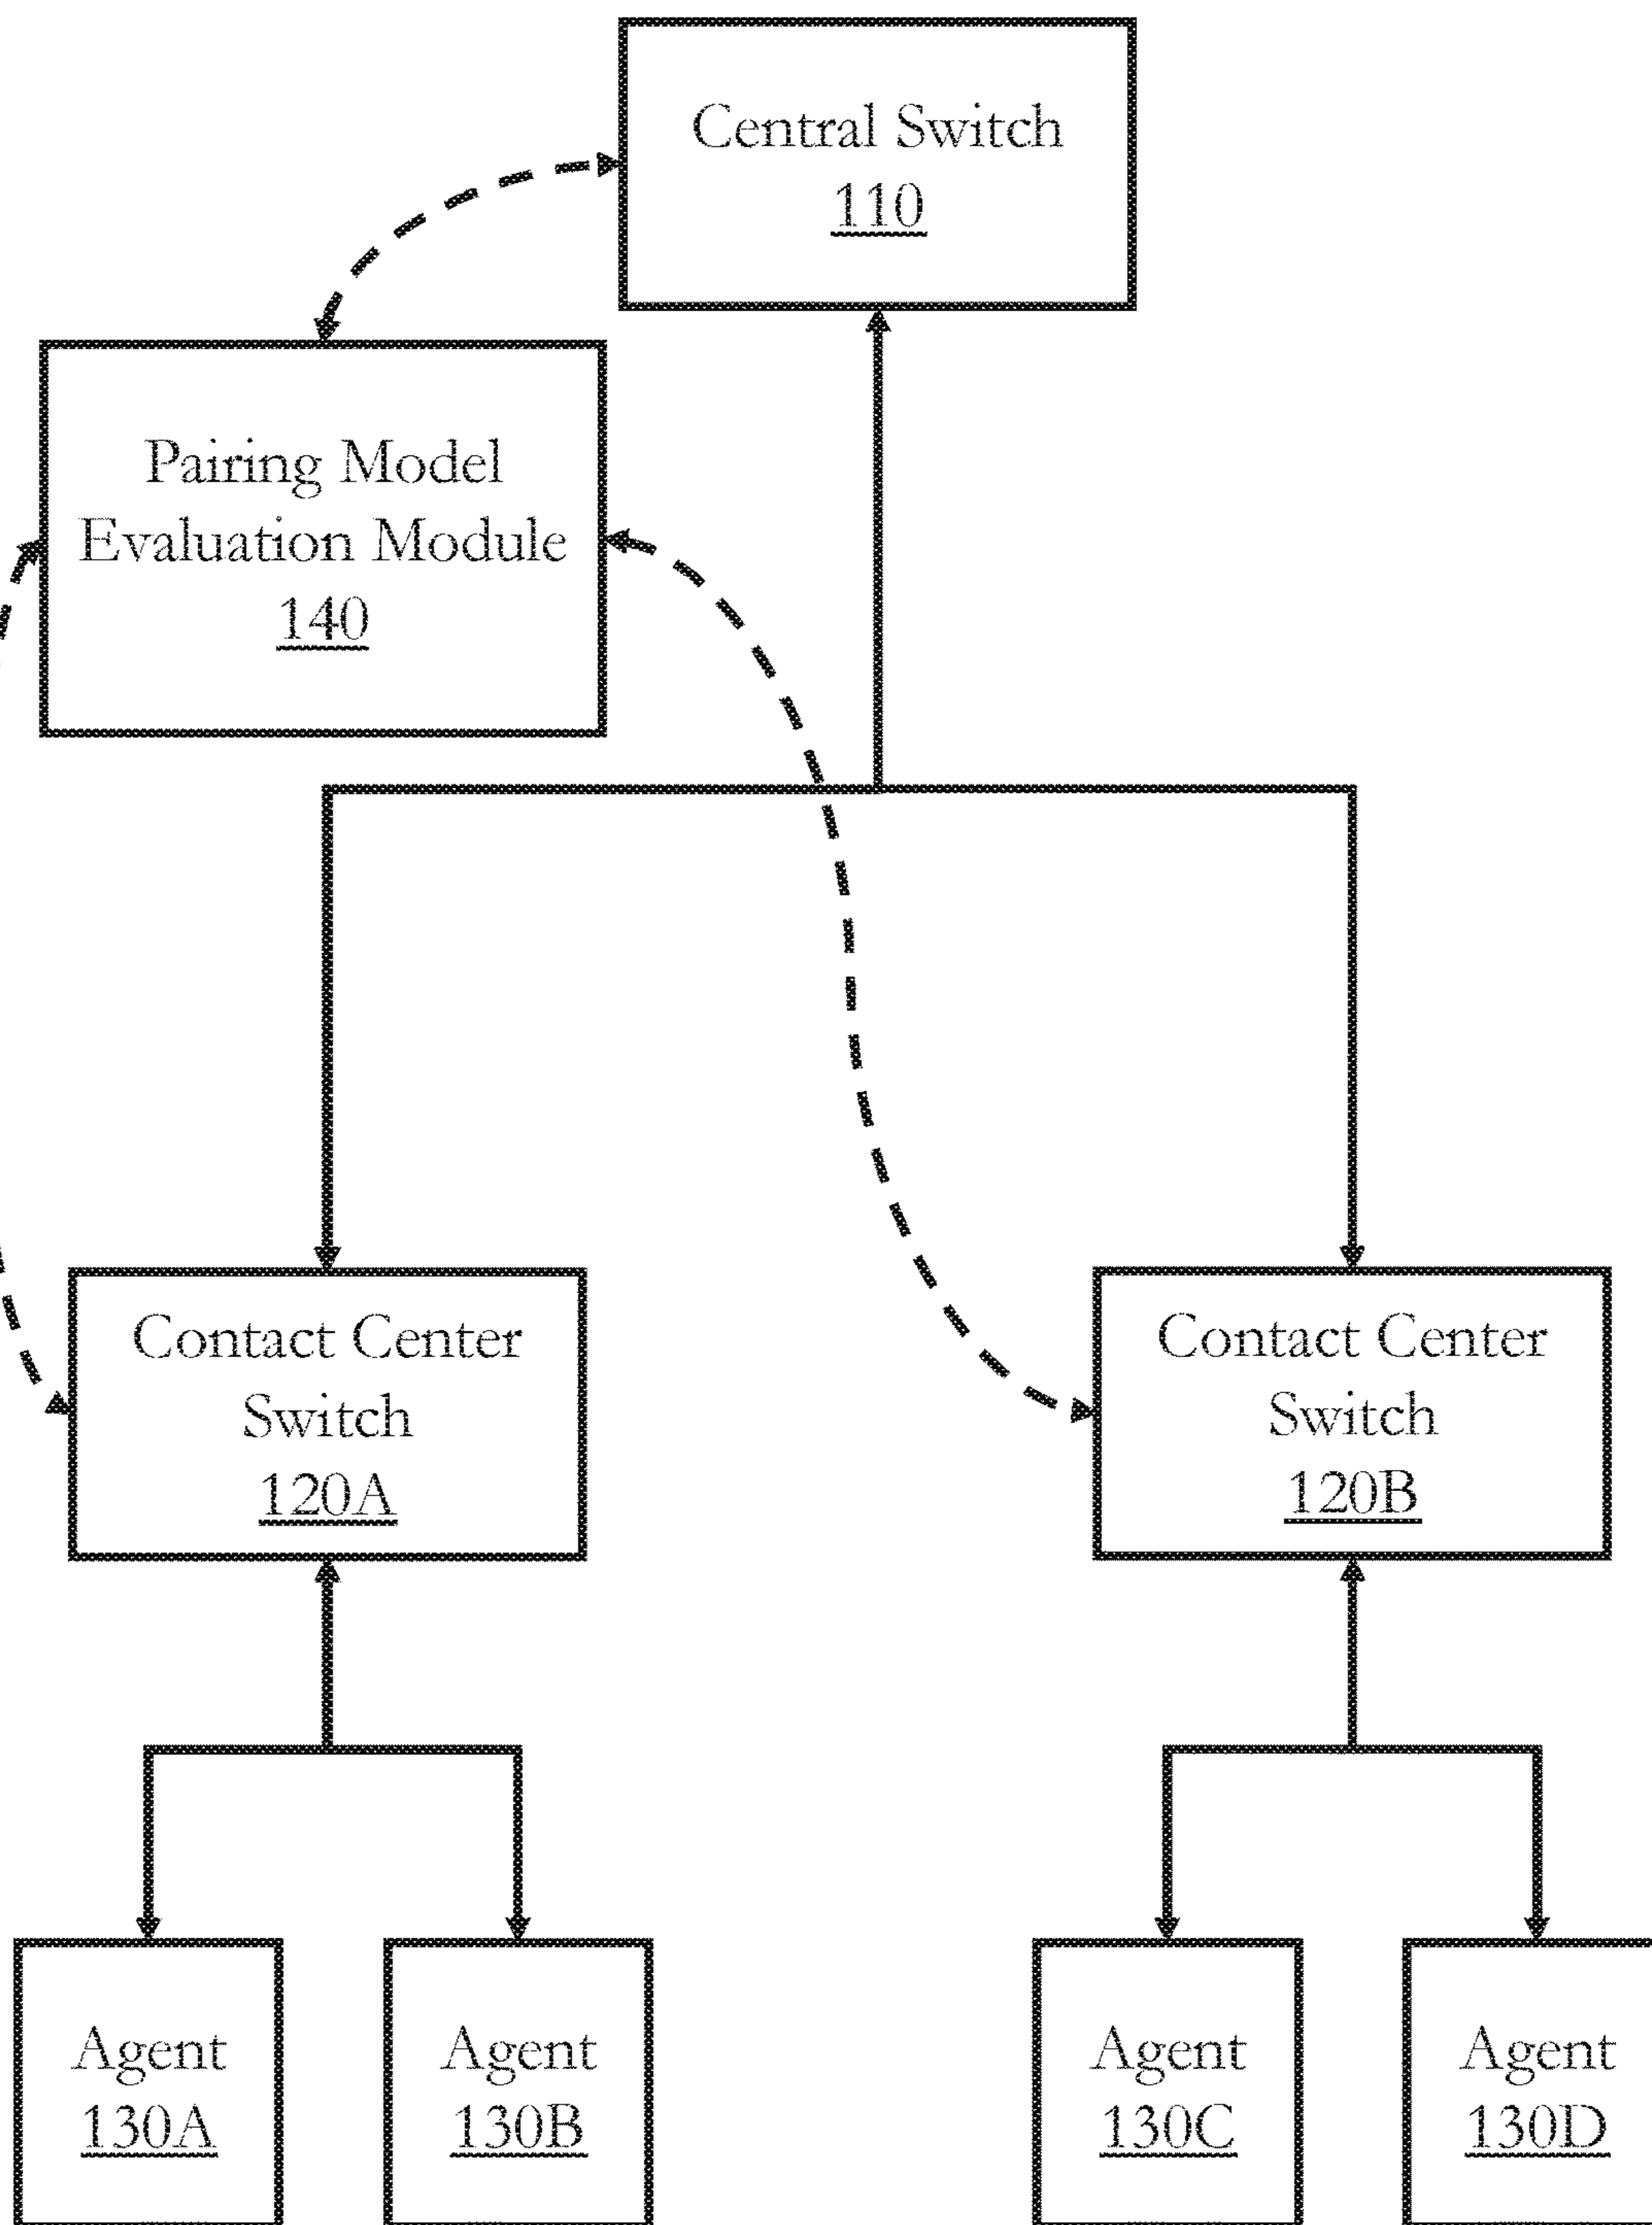 Central Switch
110
Pairing Model
Evaluation Module
140
Contact Center
Switch
120A
Contact Center
Switch
120B
Agent
130A
Agent
130B
Agent
130C
Agent
130D